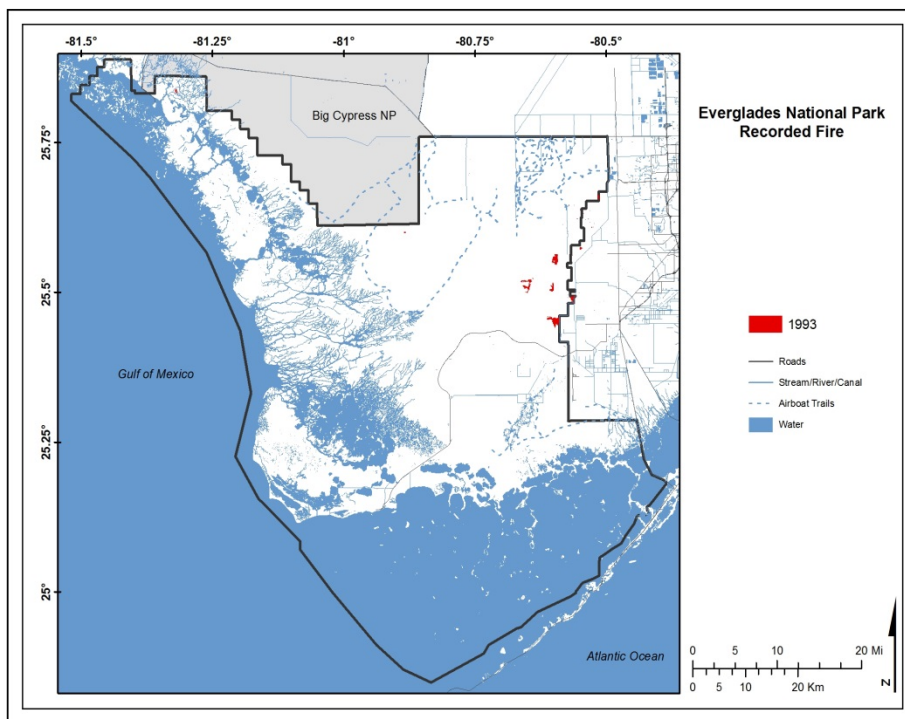 -81.5° -81.25° -81° -80.75° -80.5°
Everglades National Park
Recorded Fire
Big Cypress NP
25.75°
25.5°
25.25°
25°
Gulf of Mexico
Atlantic Ocean
1993
Roads
Stream/River/Canal
Airboat Trails
Water
0 5 10 20 Mi
0 5 10 20 Km
N